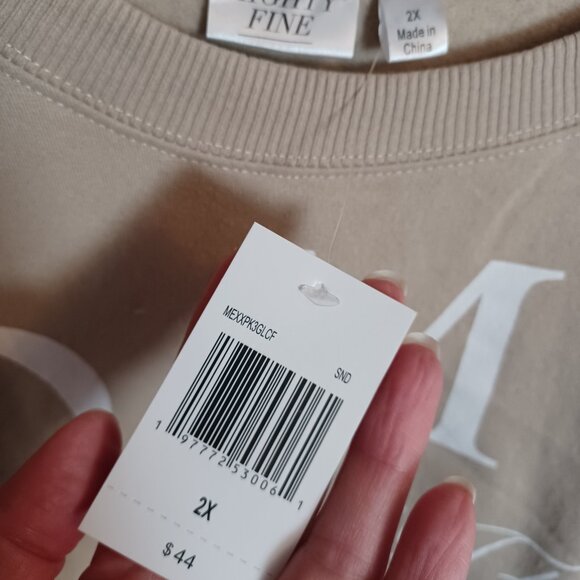 FINE
2X
Made in
China
M
MEXXPK3GLCF
SND
1 97772 53006 1
2X
$44